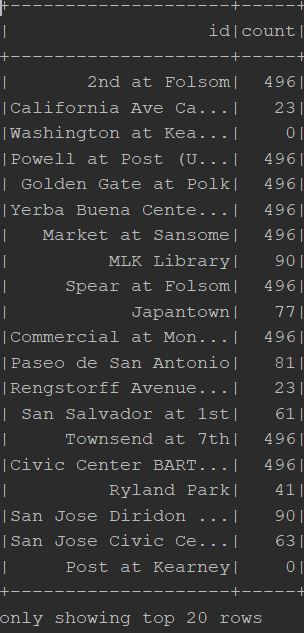 +--------------------+-----+
|                  id|count|
+--------------------+-----+
|       2nd at Folsom|  496|
|California Ave Ca...|   23|
|Washington at Kea...|    0|
|Powell at Post (U...|  496|
| Golden Gate at Polk|  496|
|Yerba Buena Cente...|  496|
|   Market at Sansome|  496|
|         MLK Library|   90|
|     Spear at Folsom|  496|
|           Japantown|   77|
|Commercial at Mon...|  496|
|Paseo de San Antonio|   81|
|Rengstorff Avenue...|   23|
| San Salvador at 1st|   61|
|     Townsend at 7th|  496|
|Civic Center BART...|  496|
|         Ryland Park|   41|
|San Jose Diridon ...|   90|
|San Jose Civic Ce...|   63|
|     Post at Kearney|    0|
+--------------------+-----+
only showing top 20 rows